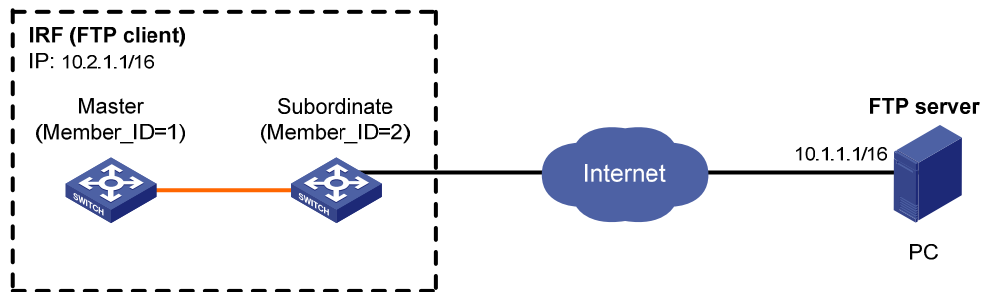 IRF (FTP client)
IP: 10.2.1.1/16
Master
(Member_ID=1)
Subordinate
(Member_ID=2)
SWITCH
SWITCH
Internet
FTP server
10.1.1.1/16
PC